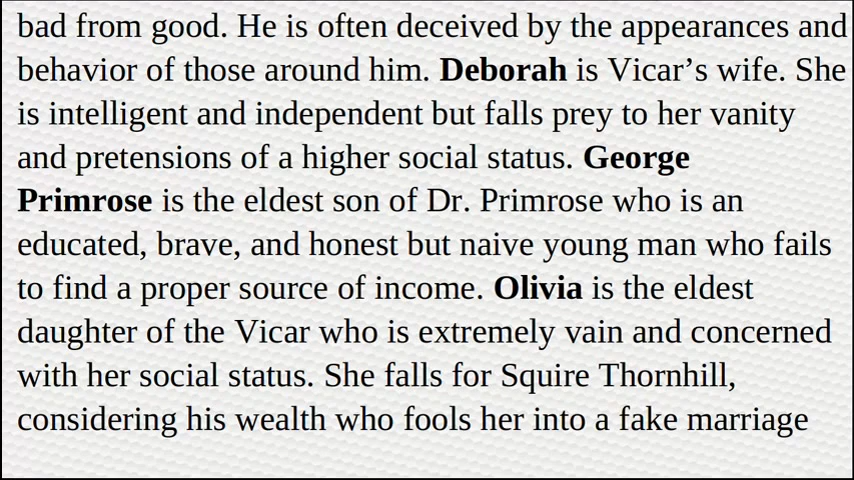 bad from good. He is often deceived by the appearances and
behavior of those around him. Deborah is Vicar’s wife. She
is intelligent and independent but falls prey to her vanity
and pretensions of a higher social status. George
Primrose is the eldest son of Dr. Primrose who is an
educated, brave, and honest but naive young man who fails
to find a proper source of income. Olivia is the eldest
daughter of the Vicar who is extremely vain and concerned
with her social status. She falls for Squire Thornhill,
considering his wealth who fools her into a fake marriage